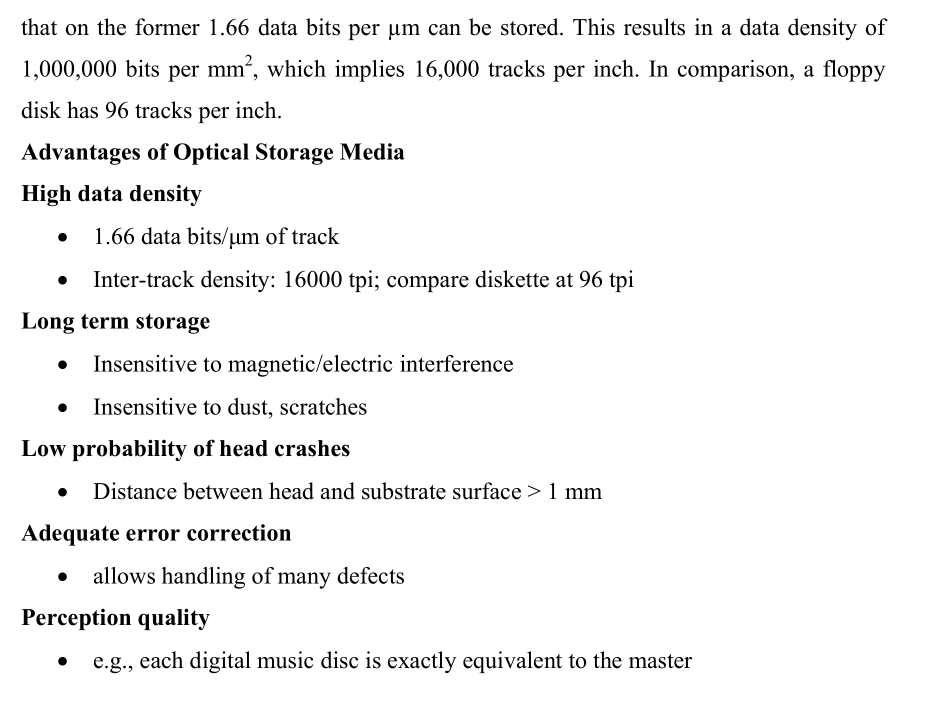 that on the former 1.66 data bits per µm can be stored. This results in a data density of
1,000,000 bits per mm², which implies 16,000 tracks per inch. In comparison, a floppy
disk has 96 tracks per inch.
Advantages of Optical Storage Media
High data density
• 1.66 data bits/µm of track
• Inter-track density: 16000 tpi; compare diskette at 96 tpi
Long term storage
• Insensitive to magnetic/electric interference
• Insensitive to dust, scratches
Low probability of head crashes
• Distance between head and substrate surface > 1 mm
Adequate error correction
• allows handling of many defects
Perception quality
• e.g., each digital music disc is exactly equivalent to the master